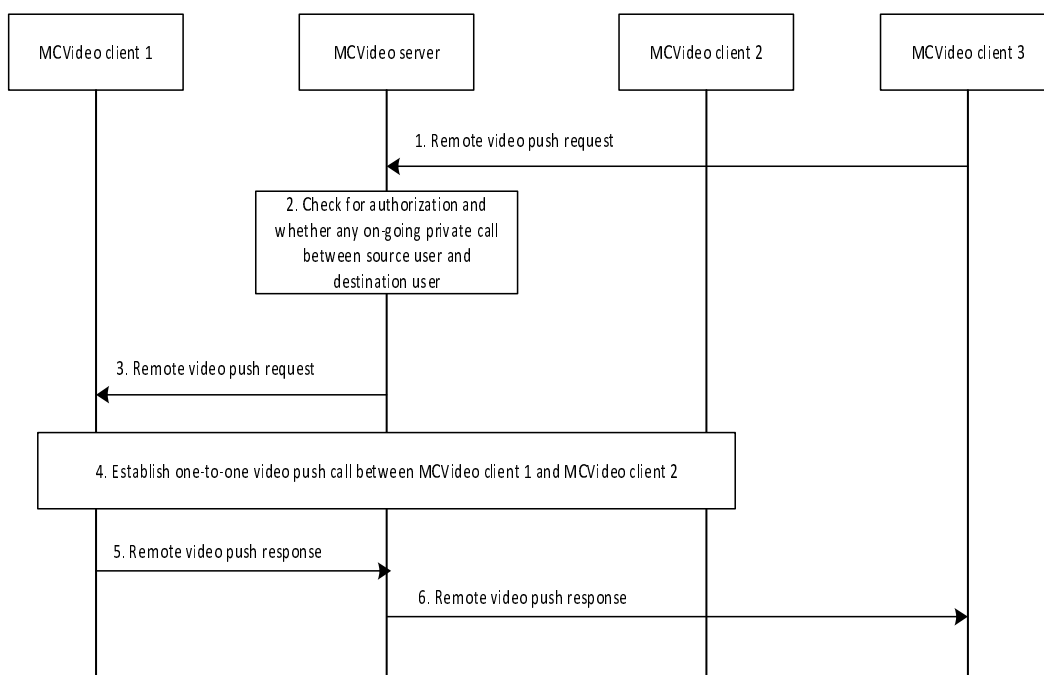 MCVideo client 1
MCVideo server
MCVideo client 2
MCVideo client 3
1. Remote video push request
2. Check for authorization and
whether any on-going private call
between source user and
destination user
3. Remote video push request
4. Establish one-to-one video push call between MCVideo client 1 and MCVideo client 2
5. Remote video push response
6. Remote video push response